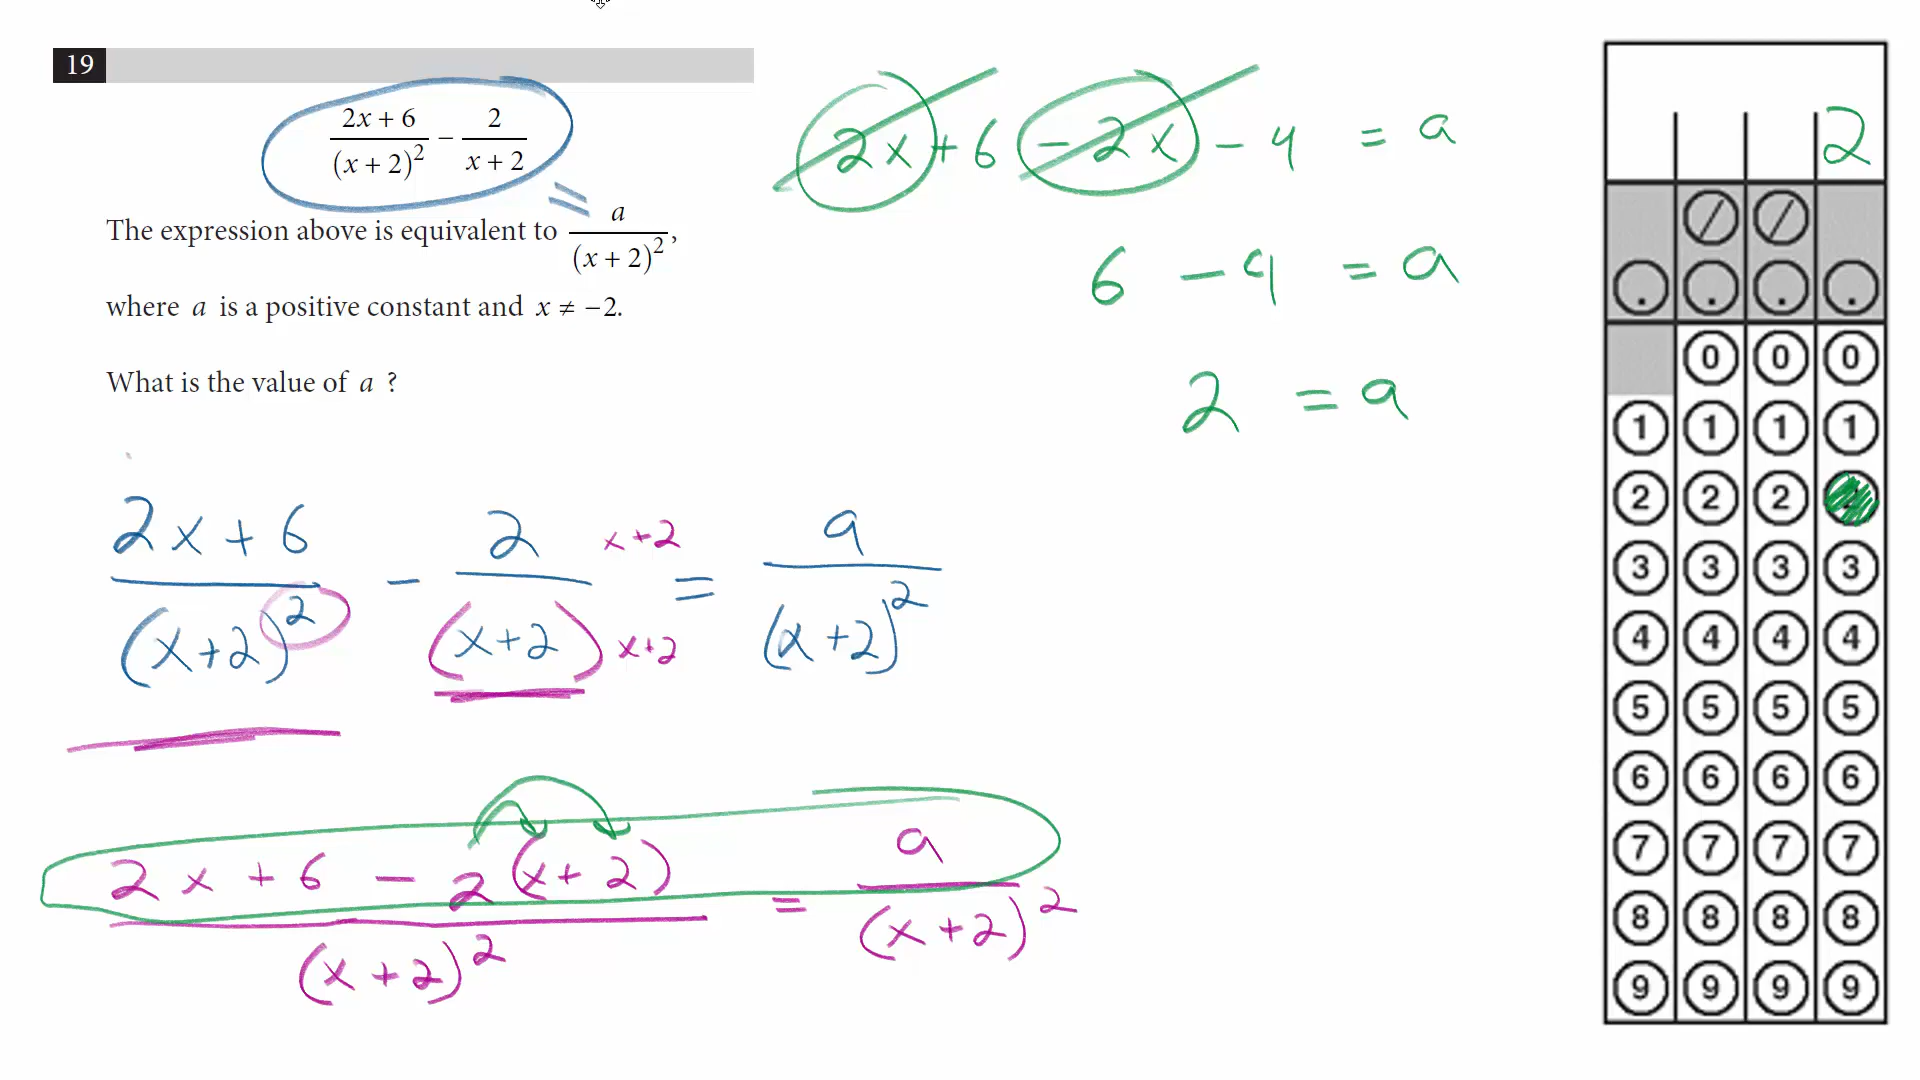 19
2x + 6
(x + 2)²
−
2
x + 2
=
The expression above is equivalent to a/(x + 2)²,
where a is a positive constant and x ≠ −2.
What is the value of a ?
2x + 6
(x+2)²
−
2 x+2
(x+2) x+2
=
a
(x+2)²
2x + 6 − 2(x + 2)
(x+2)²
=
a
(x+2)²
2x + 6 − 2x − 4 = a
6 − 4 = a
2 = a
2
/ /
. . . .
0 0 0
1 1 1 1
2 2 2
3 3 3 3
4 4 4 4
5 5 5 5
6 6 6 6
7 7 7 7
8 8 8 8
9 9 9 9